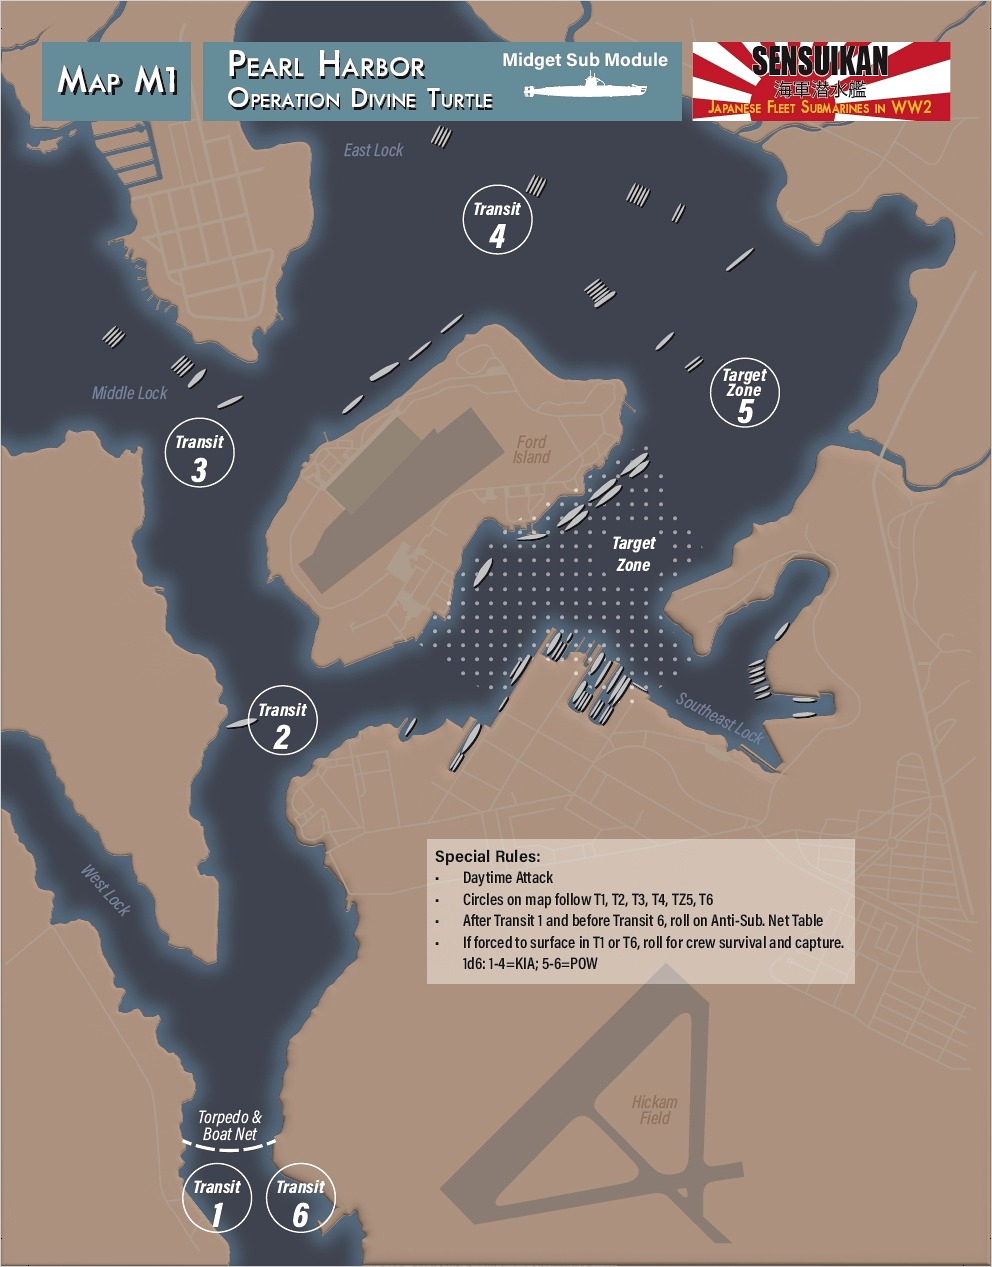 Map M1
Pearl Harbor
Operation Divine Turtle
Midget Sub Module
SENSUIKAN
海軍潜水艦
Japanese Fleet Submarines in WW2
East Lock
Transit
4
Middle Lock
Transit
3
Target
Zone
5
Ford
Island
Target
Zone
Transit
2
Southeast Lock
West Lock
Special Rules:
• Daytime Attack
• Circles on map follow T1, T2, T3, T4, TZ5, T6
• After Transit 1 and before Transit 6, roll on Anti-Sub. Net Table
• If forced to surface in T1 or T6, roll for crew survival and capture.
1d6: 1-4=KIA; 5-6=POW
Hickam
Field
Torpedo &
Boat Net
Transit
1
Transit
6